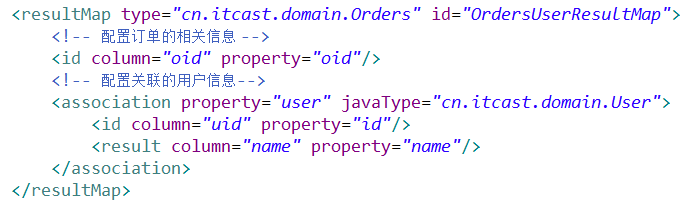 <resultMap type="cn.itcast.domain.Orders" id="OrdersUserResultMap">
<!-- 配置订单的相关信息 -->
<id column="oid" property="oid"/>
<!-- 配置关联的用户信息-->
<association property="user" javaType="cn.itcast.domain.User">
<id column="uid" property="id"/>
<result column="name" property="name"/>
</association>
</resultMap>